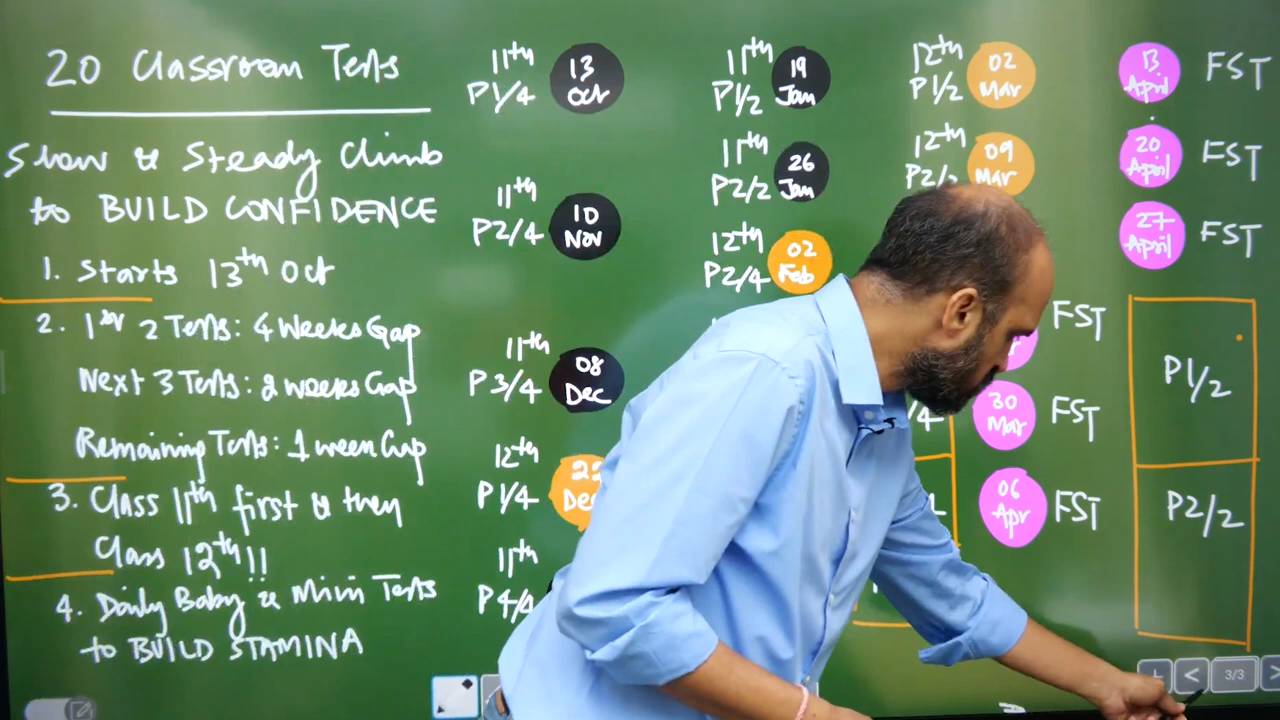 20 Classroom Tests
Slow & Steady Climb
to BUILD CONFIDENCE
1. Starts 13th Oct
2. 1st 2 Tests: 4 Weeks Gap
Next 3 Tests: 2 weeks Gap
Remaining Tests: 1 week Gap
3. Class 11th first & then
Class 12th!!
4. Daily Baby & Mini Tests
to BUILD STAMINA
11th
P1/4
13
Oct
11th
P2/4
10
Nov
11th
P3/4
08
Dec
12th
P1/4
22
Dec
11th
P4/4
11th
P1/2
19
Jan
11th
P2/2
26
Jan
12th
P2/4
02
Feb
12th
P1/2
02
Mar
12th
P2/2
09
Mar
FST
/4
30
Mar
FST
06
Apr
FST
13
April
FST
20
April
FST
27
April
FST
P1/2
P2/2
< 3/3 >